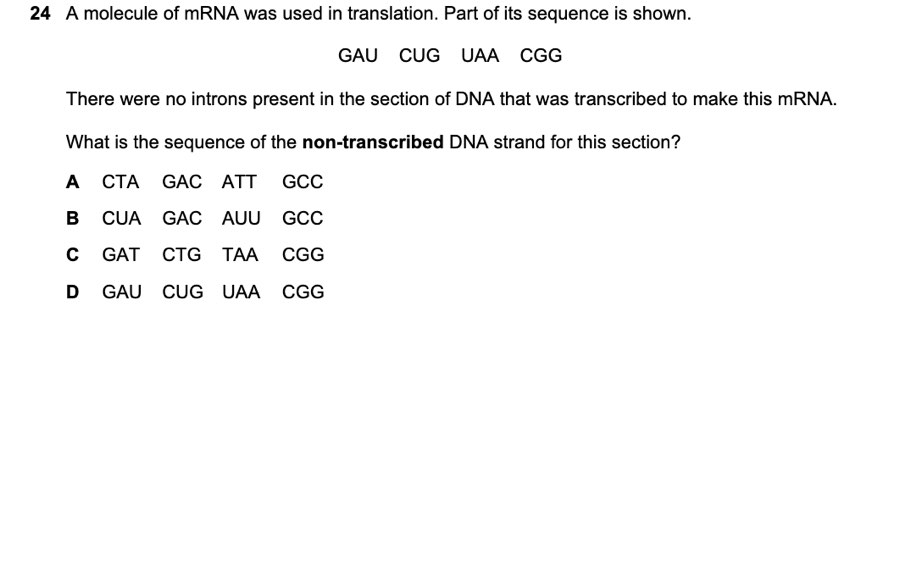 24 A molecule of mRNA was used in translation. Part of its sequence is shown.
GAU CUG UAA CGG
There were no introns present in the section of DNA that was transcribed to make this mRNA.
What is the sequence of the non-transcribed DNA strand for this section?
A CTA GAC ATT GCC
B CUA GAC AUU GCC
C GAT CTG TAA CGG
D GAU CUG UAA CGG